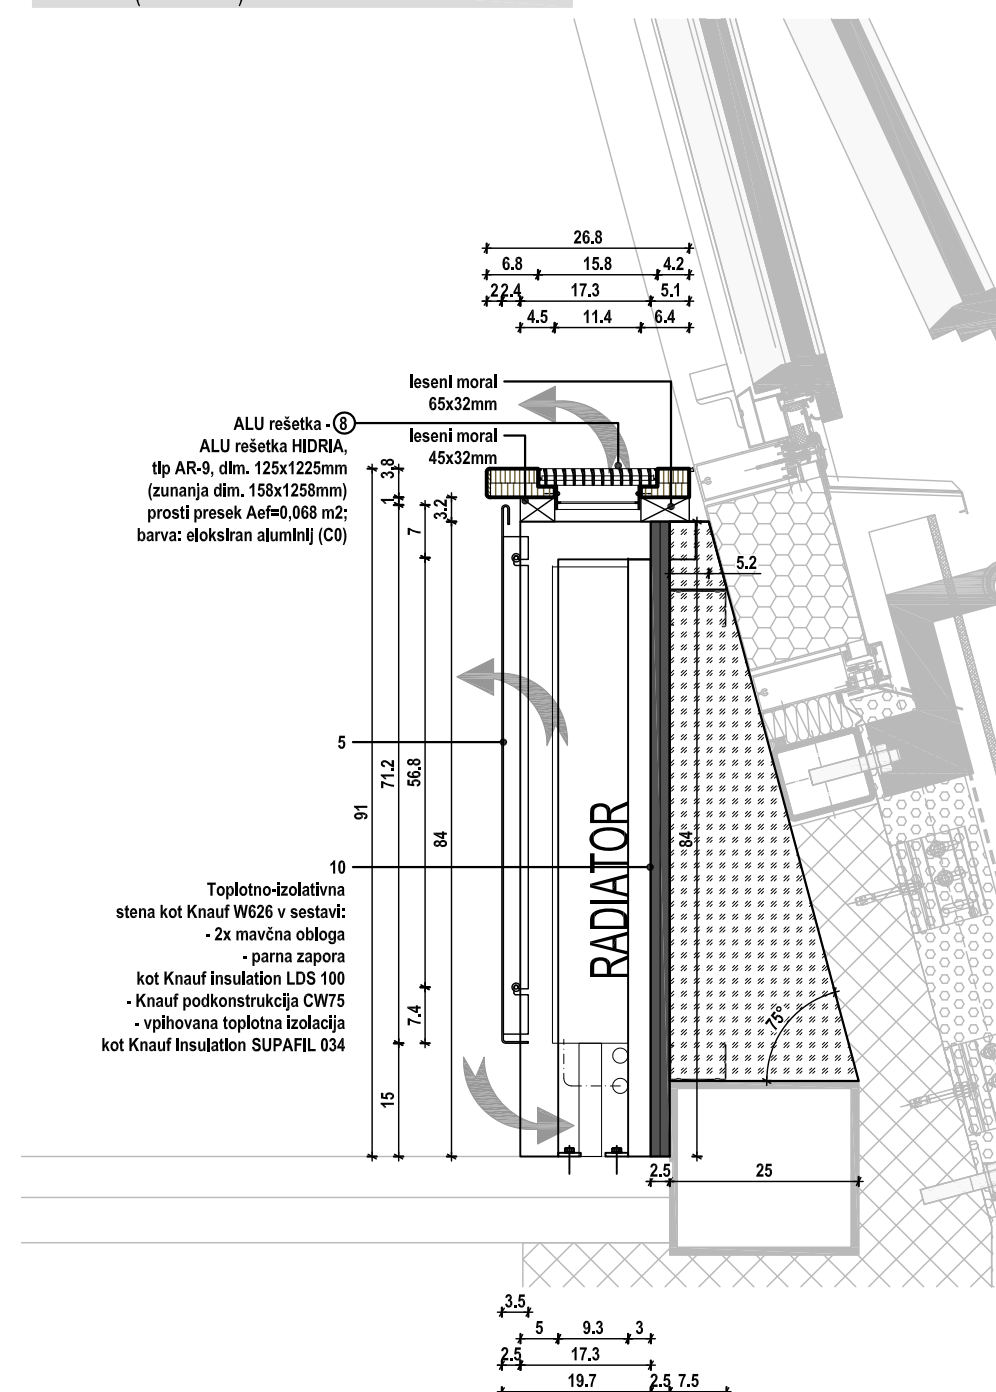 26.8
6.8 15.8 4.2
2 2.4 17.3 5.1
4.5 11.4 6.4
leseni moral
65x32mm
ALU rešetka - 8
ALU rešetka HIDRIA,
tip AR-9, dim. 125x1225mm
(zunanja dim. 158x1258mm)
prosti presek Aef=0,068 m2;
barva: eloksiran aluminij (C0)
leseni moral
45x32mm
3,8
1
3.2
7
5.2
5
71.2
56.8
91
84
84
RADIATOR
10
Toplotno-izolativna
stena kot Knauf W626 v sestavi:
- 2x mavčna obloga
- parna zapora
kot Knauf insulation LDS 100
- Knauf podkonstrukcija CW75
- vpihovana toplotna izolacija
kot Knauf Insulation SUPAFIL 034
7.4
75°
15
2.5 25
3.5
5 9.3 3
2.5 17.3
19.7 2.5 7.5